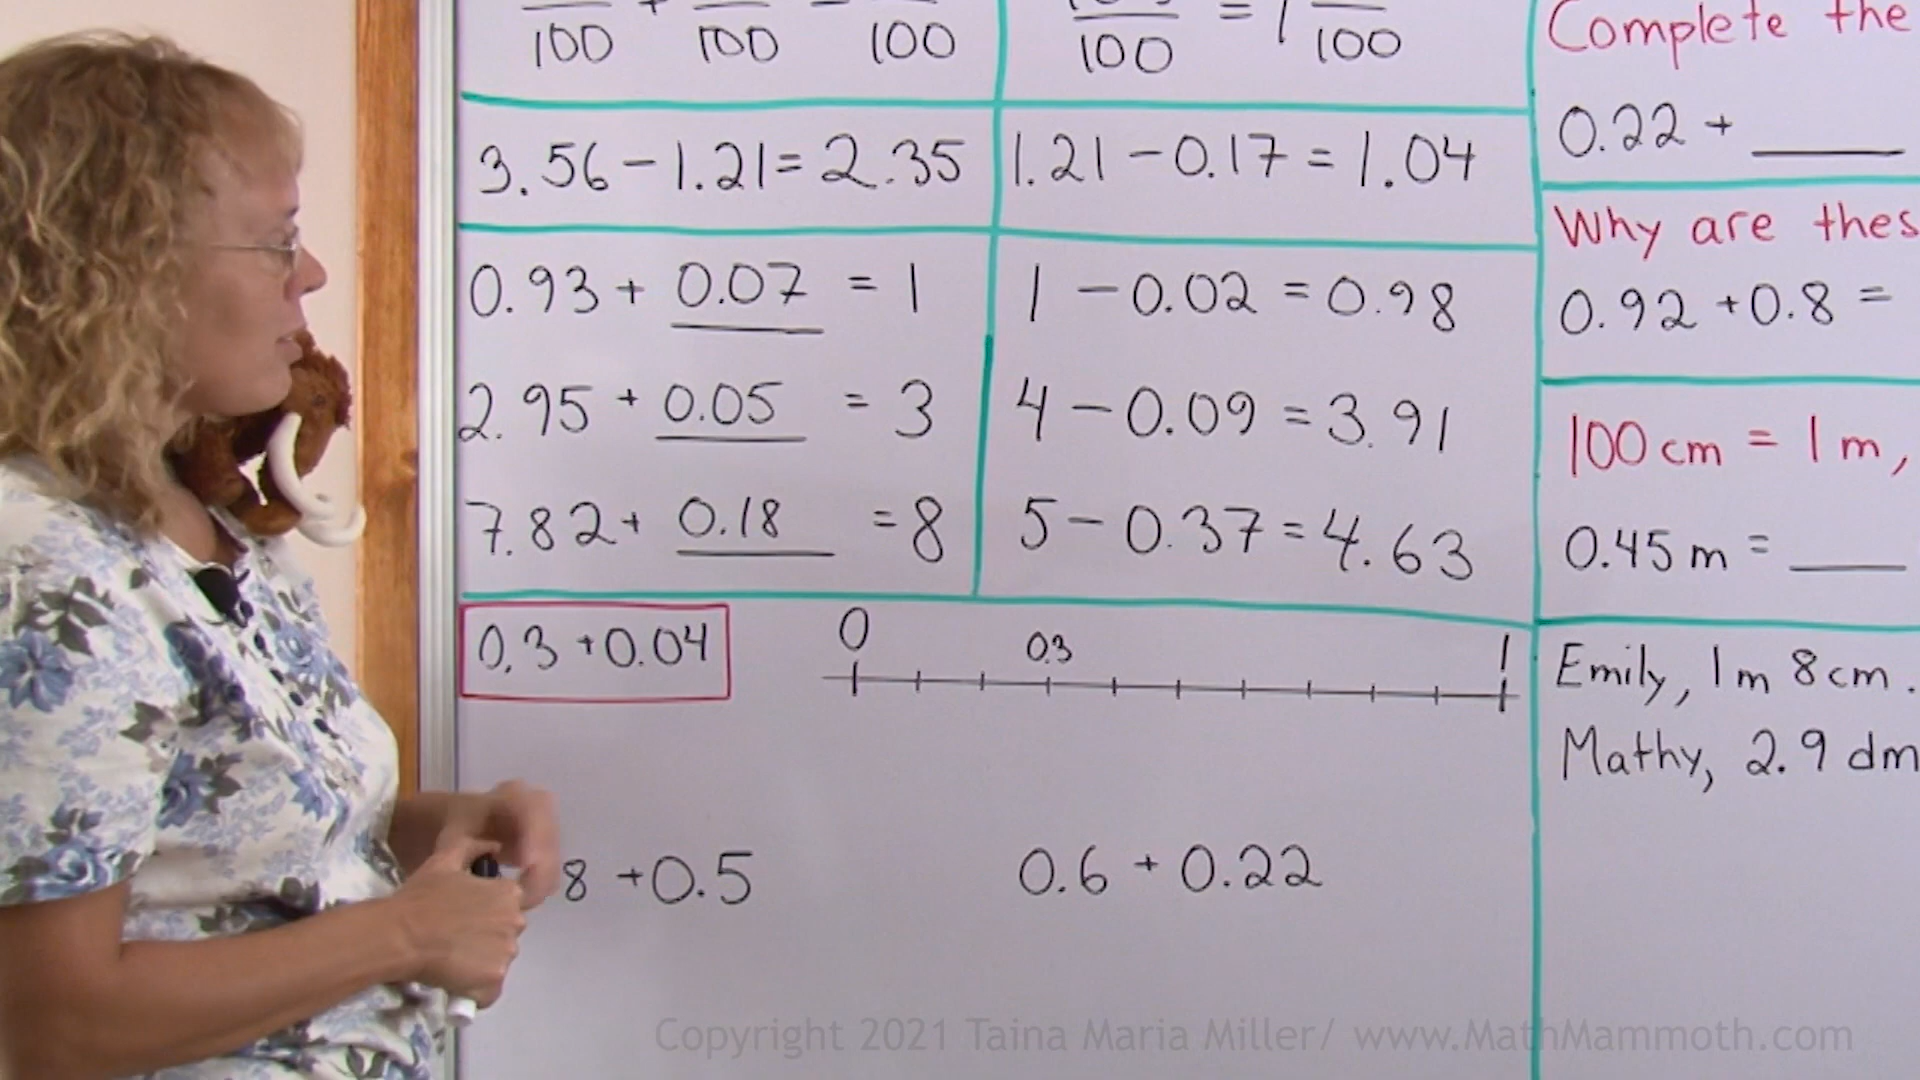 100 + 100 = 100
100 = 1 100
3.56 - 1.21 = 2.35
1.21 - 0.17 = 1.04
0.93 + 0.07 = 1
1 - 0.02 = 0.98
2.95 + 0.05 = 3
4 - 0.09 = 3.91
7.82 + 0.18 = 8
5 - 0.37 = 4.63
0.3 + 0.04
0 0.3 1
8 + 0.5
0.6 + 0.22
Complete the
0.22 + ____
Why are thes
0.92 + 0.8 =
100 cm = 1 m,
0.45 m = ____
Emily, 1 m 8 cm.
Mathy, 2.9 dm
Copyright 2021 Taina Maria Miller/ www.MathMammoth.com